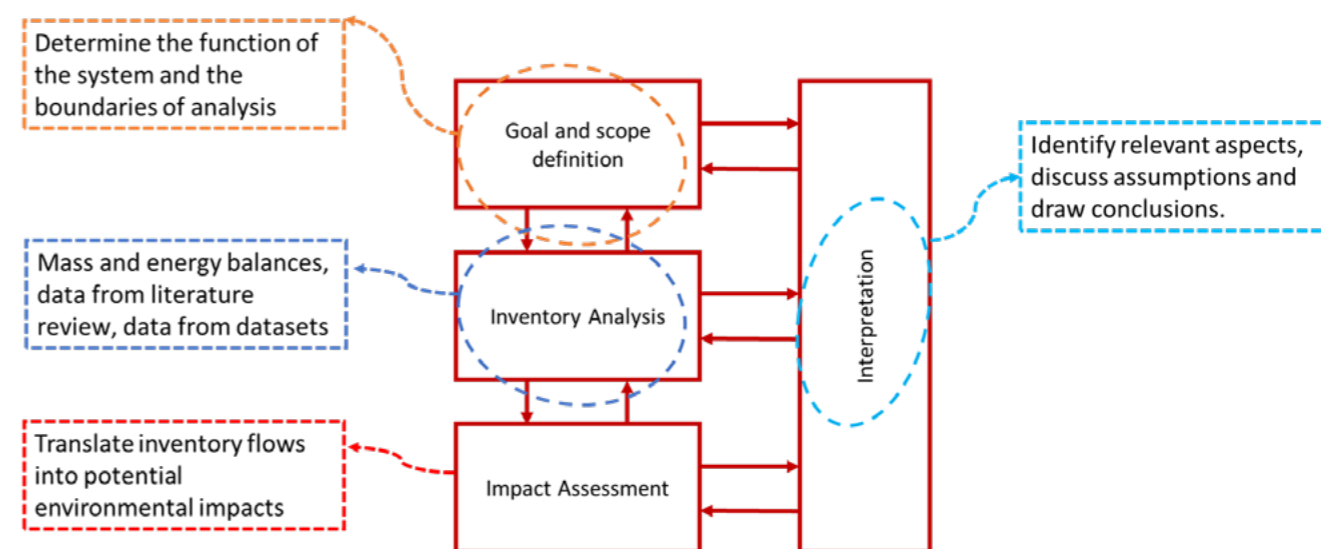 Determine the function of
the system and the
boundaries of analysis
Goal and scope
definition
Identify relevant aspects,
discuss assumptions and
draw conclusions.
Mass and energy balances,
data from literature
review, data from datasets
Inventory Analysis
Interpretation
Translate inventory flows
into potential
environmental impacts
Impact Assessment